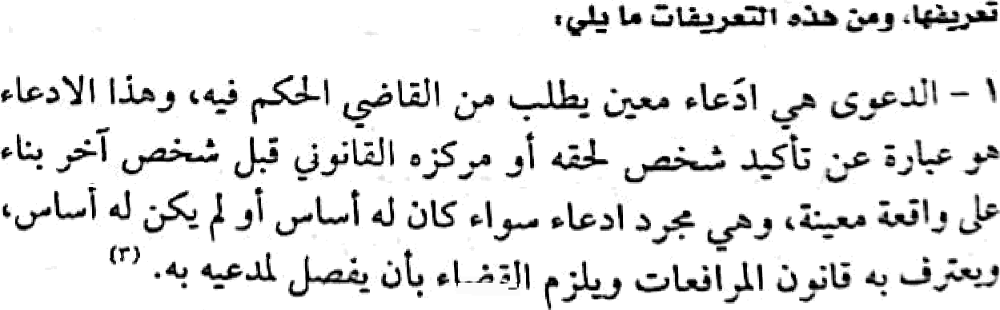 تعريفها، ومن هذه التعريفات ما يلي:
١ - الدعوى هي ادَعاء معين يطلب من القاضي الحكم فيه، وهذا الادعاء
هو عبارة عن تأكيد شخص لحقه أو مركزه القانوني قبل شخص آخر بناء
على واقعة معينة، وهي مجرد ادعاء سواء كان له أساس أو لم يكن له أساس،
ويعترف به قانون المرافعات ويلزم القضاء بأن يفصل لمدعيه به. (٣)